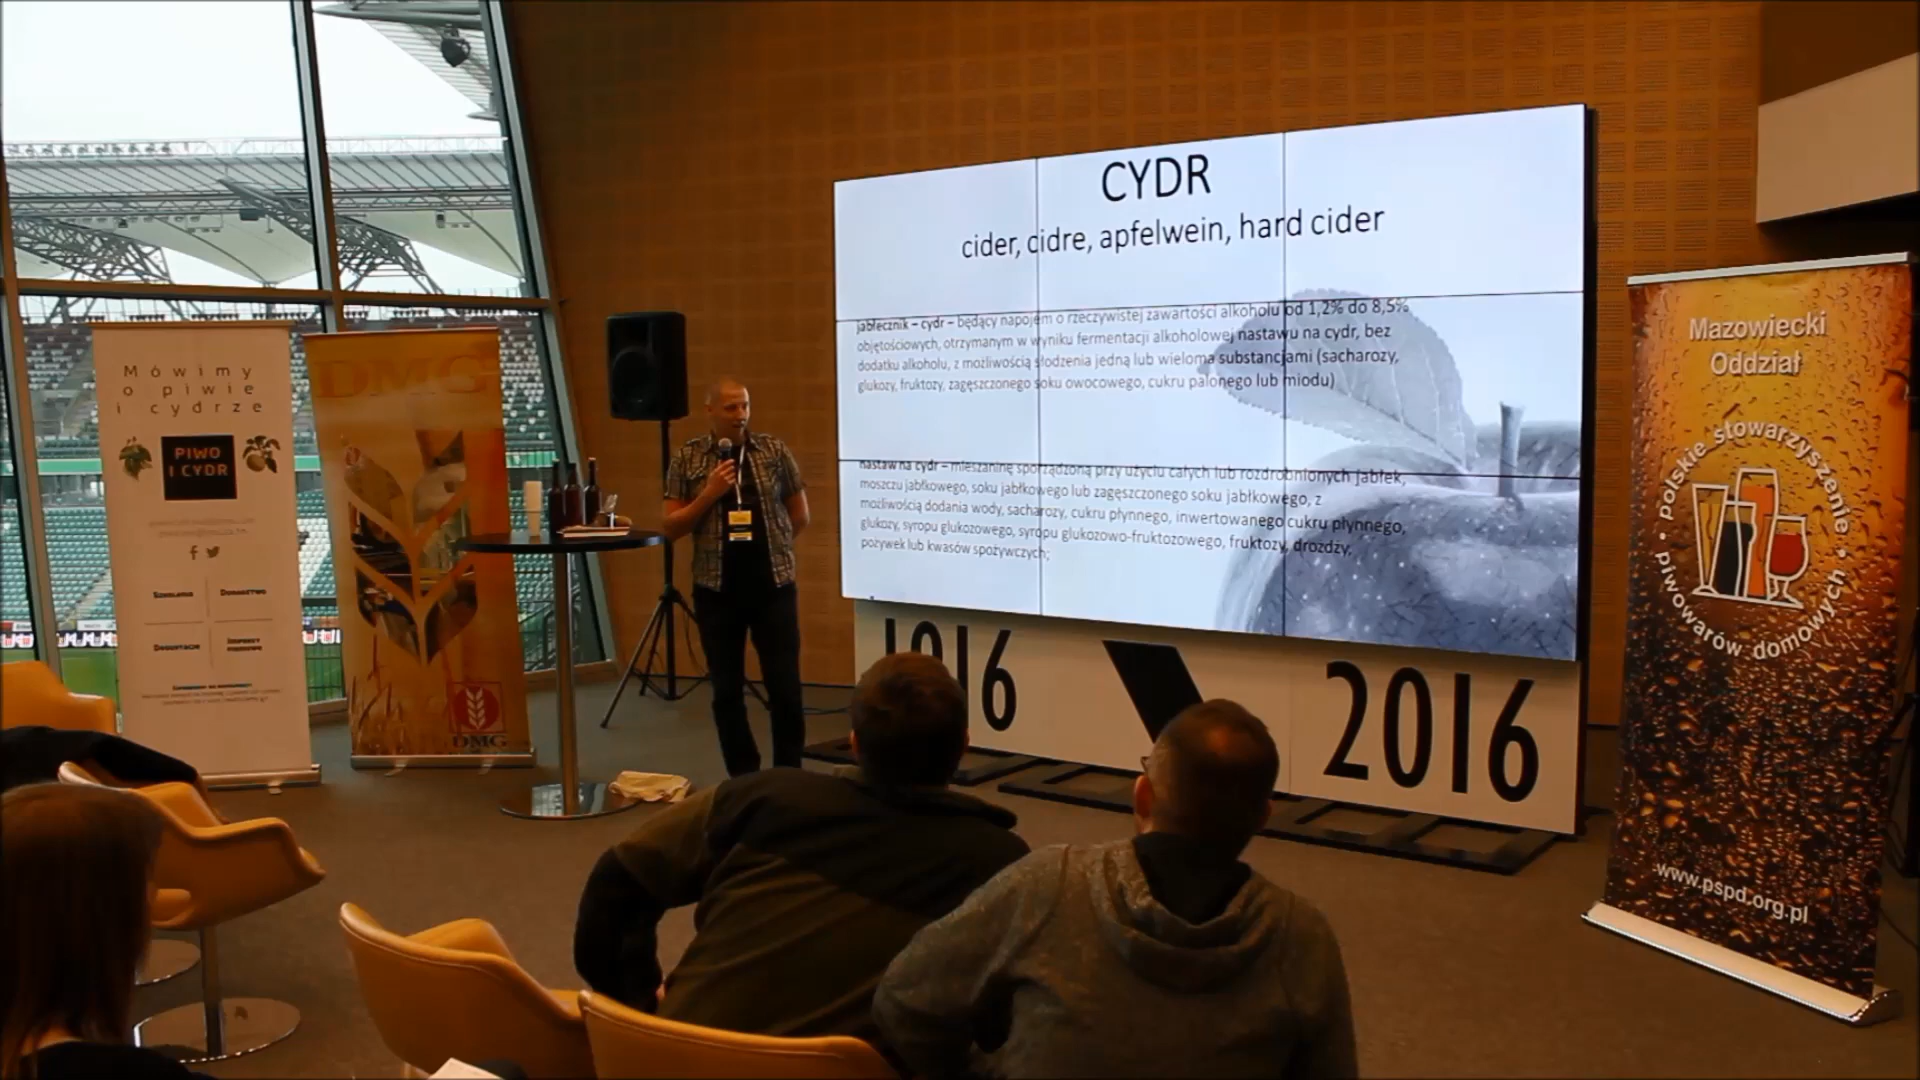 CYDR
cider, cidre, apfelwein, hard cider
jabłecznik – cydr – będący napojem o rzeczywistej zawartości alkoholu od 1,2% do 8,5%
objętościowych, otrzymanym w wyniku fermentacji alkoholowej nastawu na cydr, bez
dodatku alkoholu, z możliwością słodzenia jedną lub wieloma substancjami (sacharozy,
glukozy, fruktozy, zagęszczonego soku owocowego, cukru palonego lub miodu)
nastaw na cydr – mieszaninę sporządzoną przy użyciu całych lub rozdrobnionych jabłek,
moszczu jabłkowego, soku jabłkowego lub zagęszczonego soku jabłkowego, z
możliwością dodania wody, sacharozy, cukru płynnego, inwertowanego cukru płynnego,
glukozy, syropu glukozowego, syropu glukozowo-fruktozowego, fruktozy, drożdży,
pożywek lub kwasów spożywczych;
1916
2016
Mówimy
o piwie
i cydrze
PIWO
I CYDR
Szkolenia
Doradztwo
Degustacje
DMG
DMG
Mazowiecki
Oddział
polskie stowarzyszenie
piwowarów domowych
www.pspd.org.pl